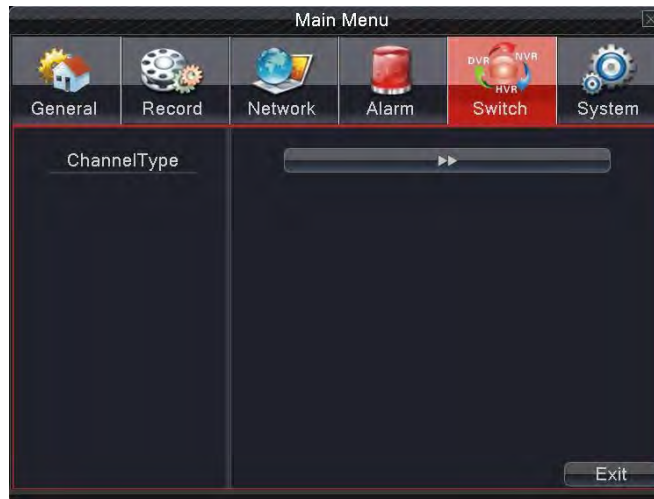 Main Menu
DVR NVR
HVR
General Record Network Alarm Switch System
ChannelType
Exit